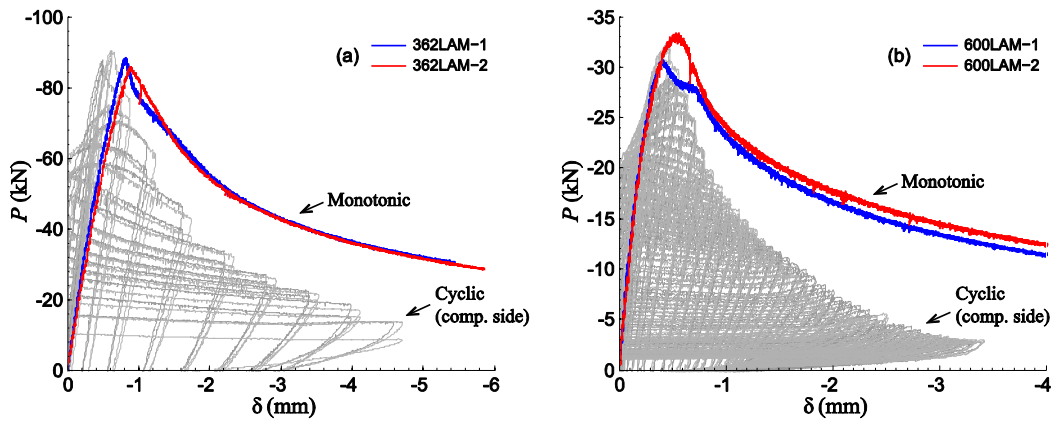 -100
-80
-60
-40
-20
0
P (kN)
(a)
362LAM-1
362LAM-2
Monotonic
Cyclic
(comp. side)
0 -1 -2 -3 -4 -5 -6
δ (mm)
-35
-30
-25
-20
-15
-10
-5
0
P (kN)
(b)
600LAM-1
600LAM-2
Monotonic
Cyclic
(comp. side)
0 -1 -2 -3 -4
δ (mm)